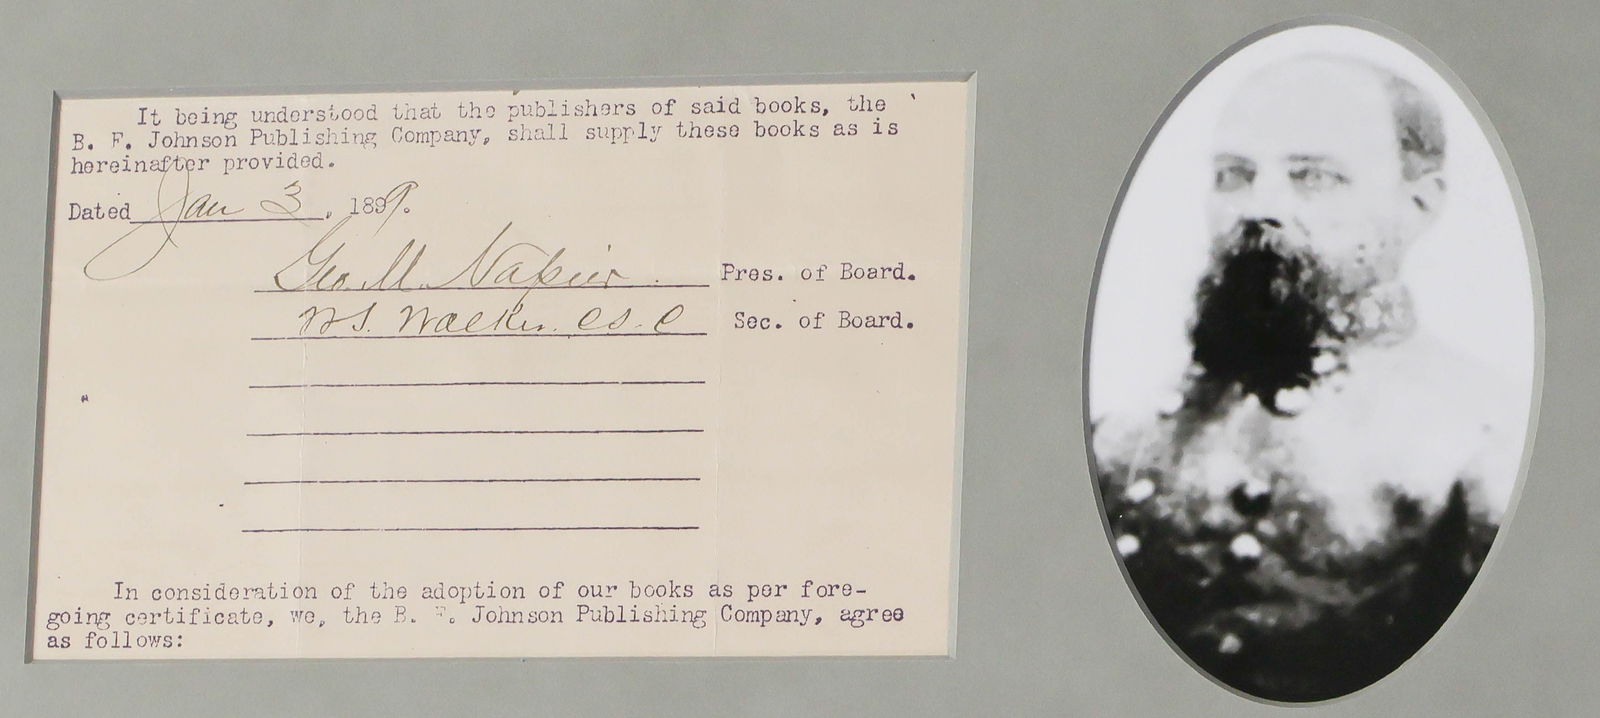 It being understood that the publishers of said books, the
B. F. Johnson Publishing Company, shall supply these books as is
hereinafter provided.
Dated Jan 3, 1899.
Geo. M. Napier. Pres. of Board.
W. S. Walker. C. S. C Sec. of Board.
In consideration of the adoption of our books as per fore-
going certificate, we, the B. F. Johnson Publishing Company, agree
as follows: